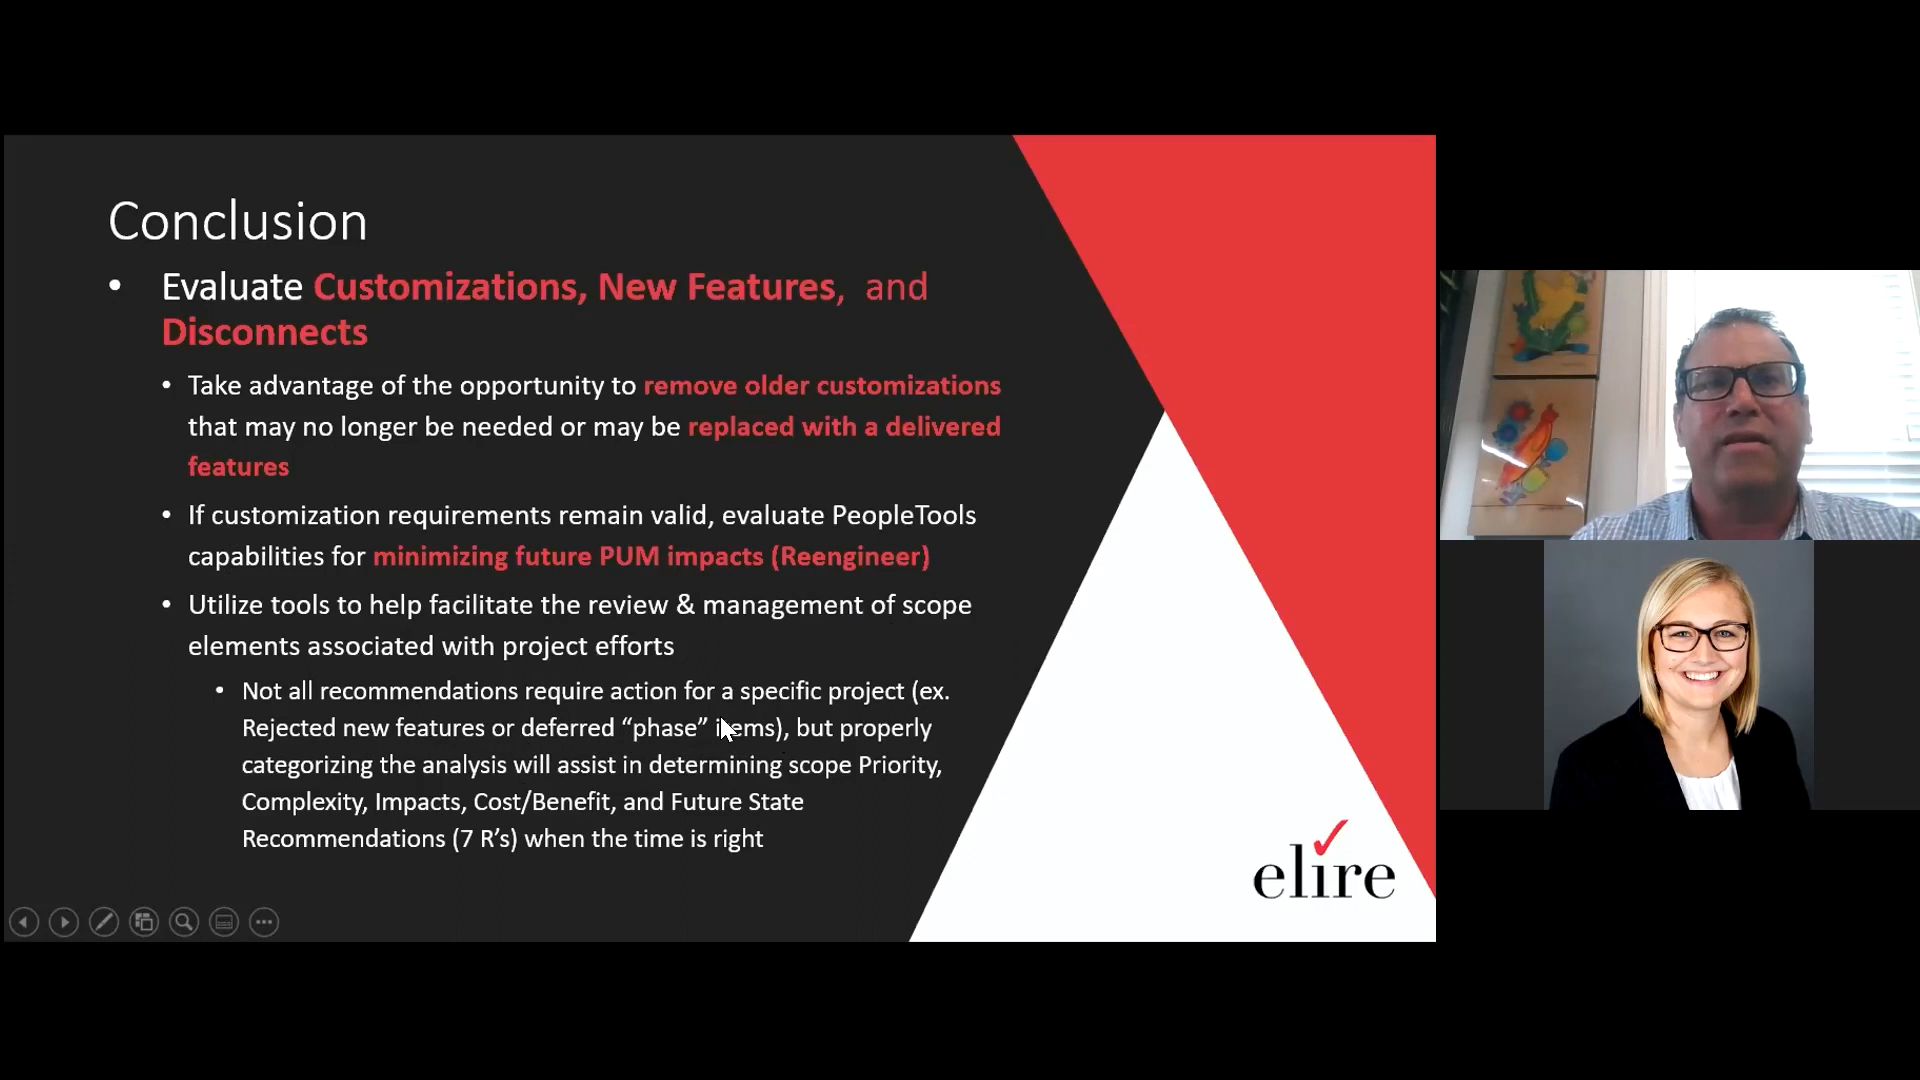 Conclusion
• Evaluate Customizations, New Features, and
Disconnects
• Take advantage of the opportunity to remove older customizations
that may no longer be needed or may be replaced with a delivered
features
• If customization requirements remain valid, evaluate PeopleTools
capabilities for minimizing future PUM impacts (Reengineer)
• Utilize tools to help facilitate the review & management of scope
elements associated with project efforts
• Not all recommendations require action for a specific project (ex.
Rejected new features or deferred “phase” items), but properly
categorizing the analysis will assist in determining scope Priority,
Complexity, Impacts, Cost/Benefit, and Future State
Recommendations (7 R’s) when the time is right
elire